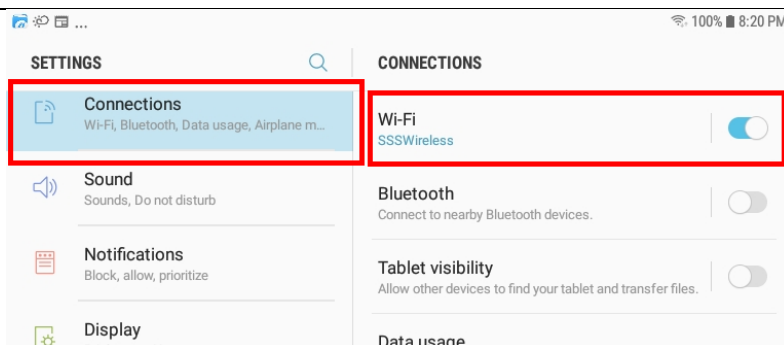 ... 100% 8:20 PM
SETTINGS
Connections
Wi-Fi, Bluetooth, Data usage, Airplane m...
Sound
Sounds, Do not disturb
Notifications
Block, allow, prioritize
Display
CONNECTIONS
Wi-Fi
SSSWireless
Bluetooth
Connect to nearby Bluetooth devices.
Tablet visibility
Allow other devices to find your tablet and transfer files.
Data usage